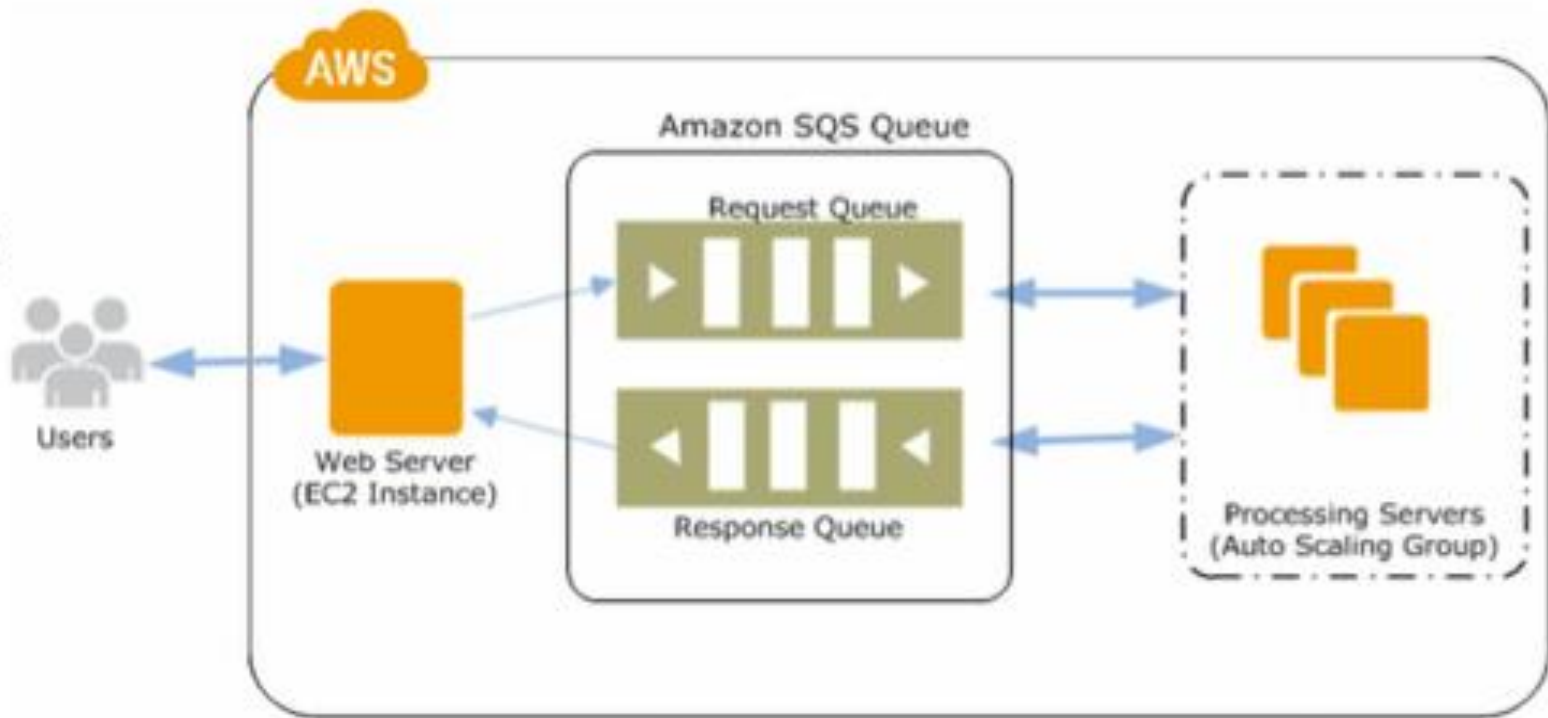 AWS
Amazon SQS Queue
Request Queue
Users
Web Server
(EC2 Instance)
Response Queue
Processing Servers
(Auto Scaling Group)